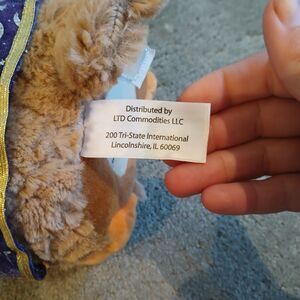 Distributed by
LTD Commodities LLC
200 Tri-State International
Lincolnshire, IL 60069